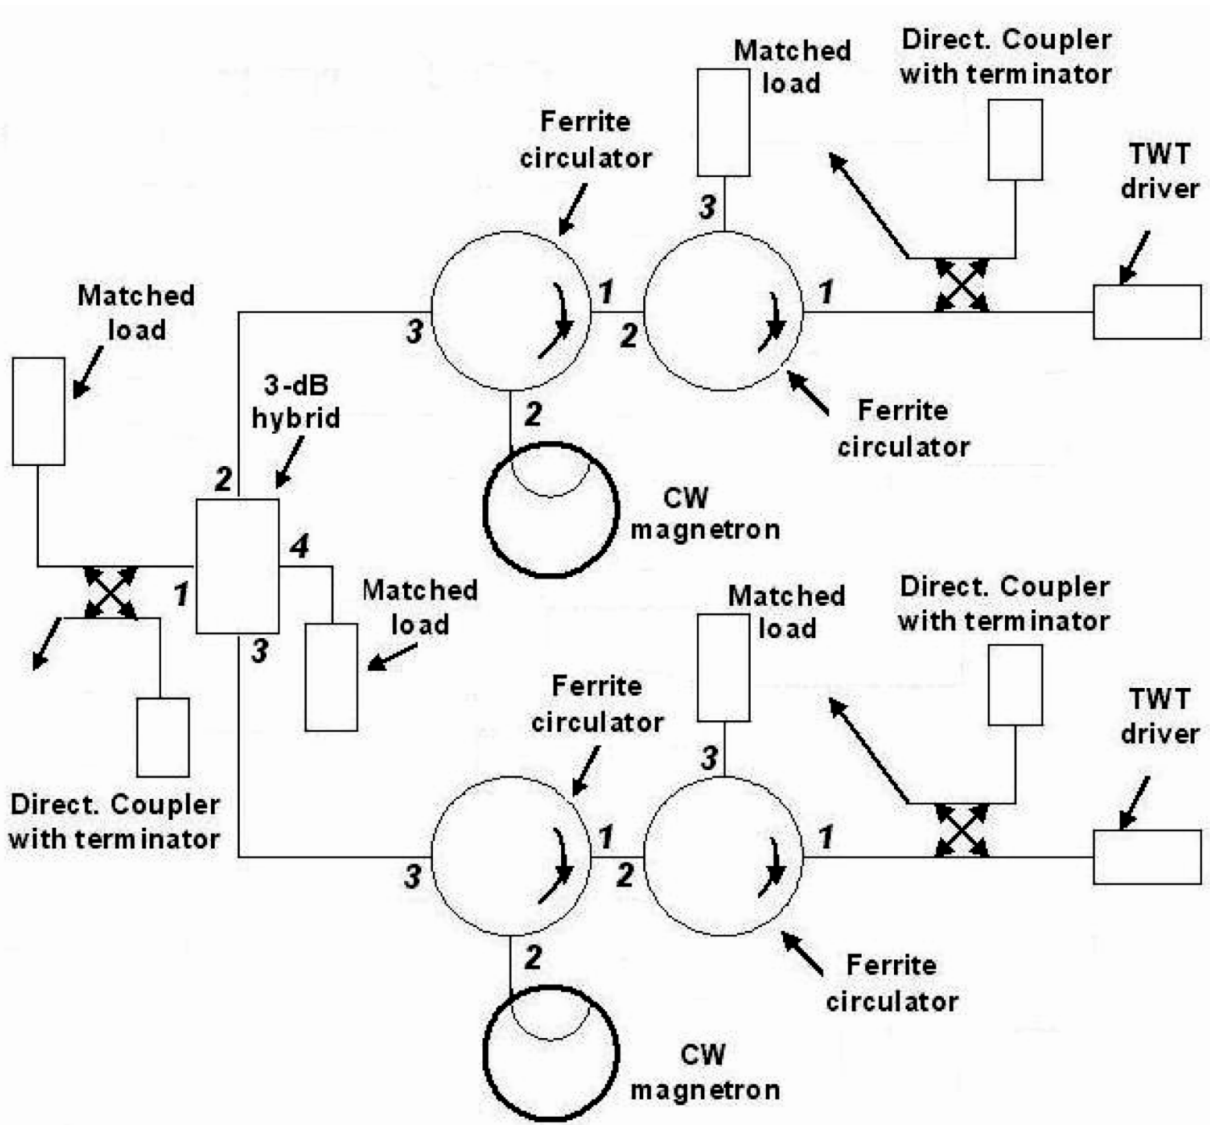 Matched
load
Direct. Coupler
with terminator
Ferrite
circulator
TWT
driver
3
1
1
3
2
Matched
load
2
3-dB
hybrid
Ferrite
circulator
2
4
1
3
CW
magnetron
Matched
load
Matched
load
Direct. Coupler
with terminator
Ferrite
circulator
TWT
driver
3
1
1
3
2
Direct. Coupler
with terminator
2
Ferrite
circulator
CW
magnetron